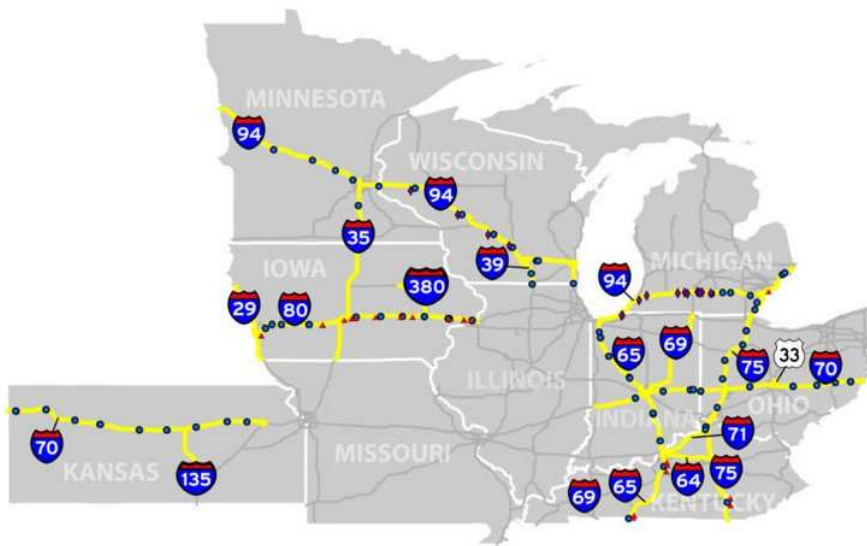 MINNESOTA
94
WISCONSIN
94
35
39
IOWA
380
MICHIGAN
94
29
80
69
33
65
75
70
ILLINOIS
INDIANA
OHIO
71
70
KANSAS
MISSOURI
135
64
75
69
65
KENTUCKY